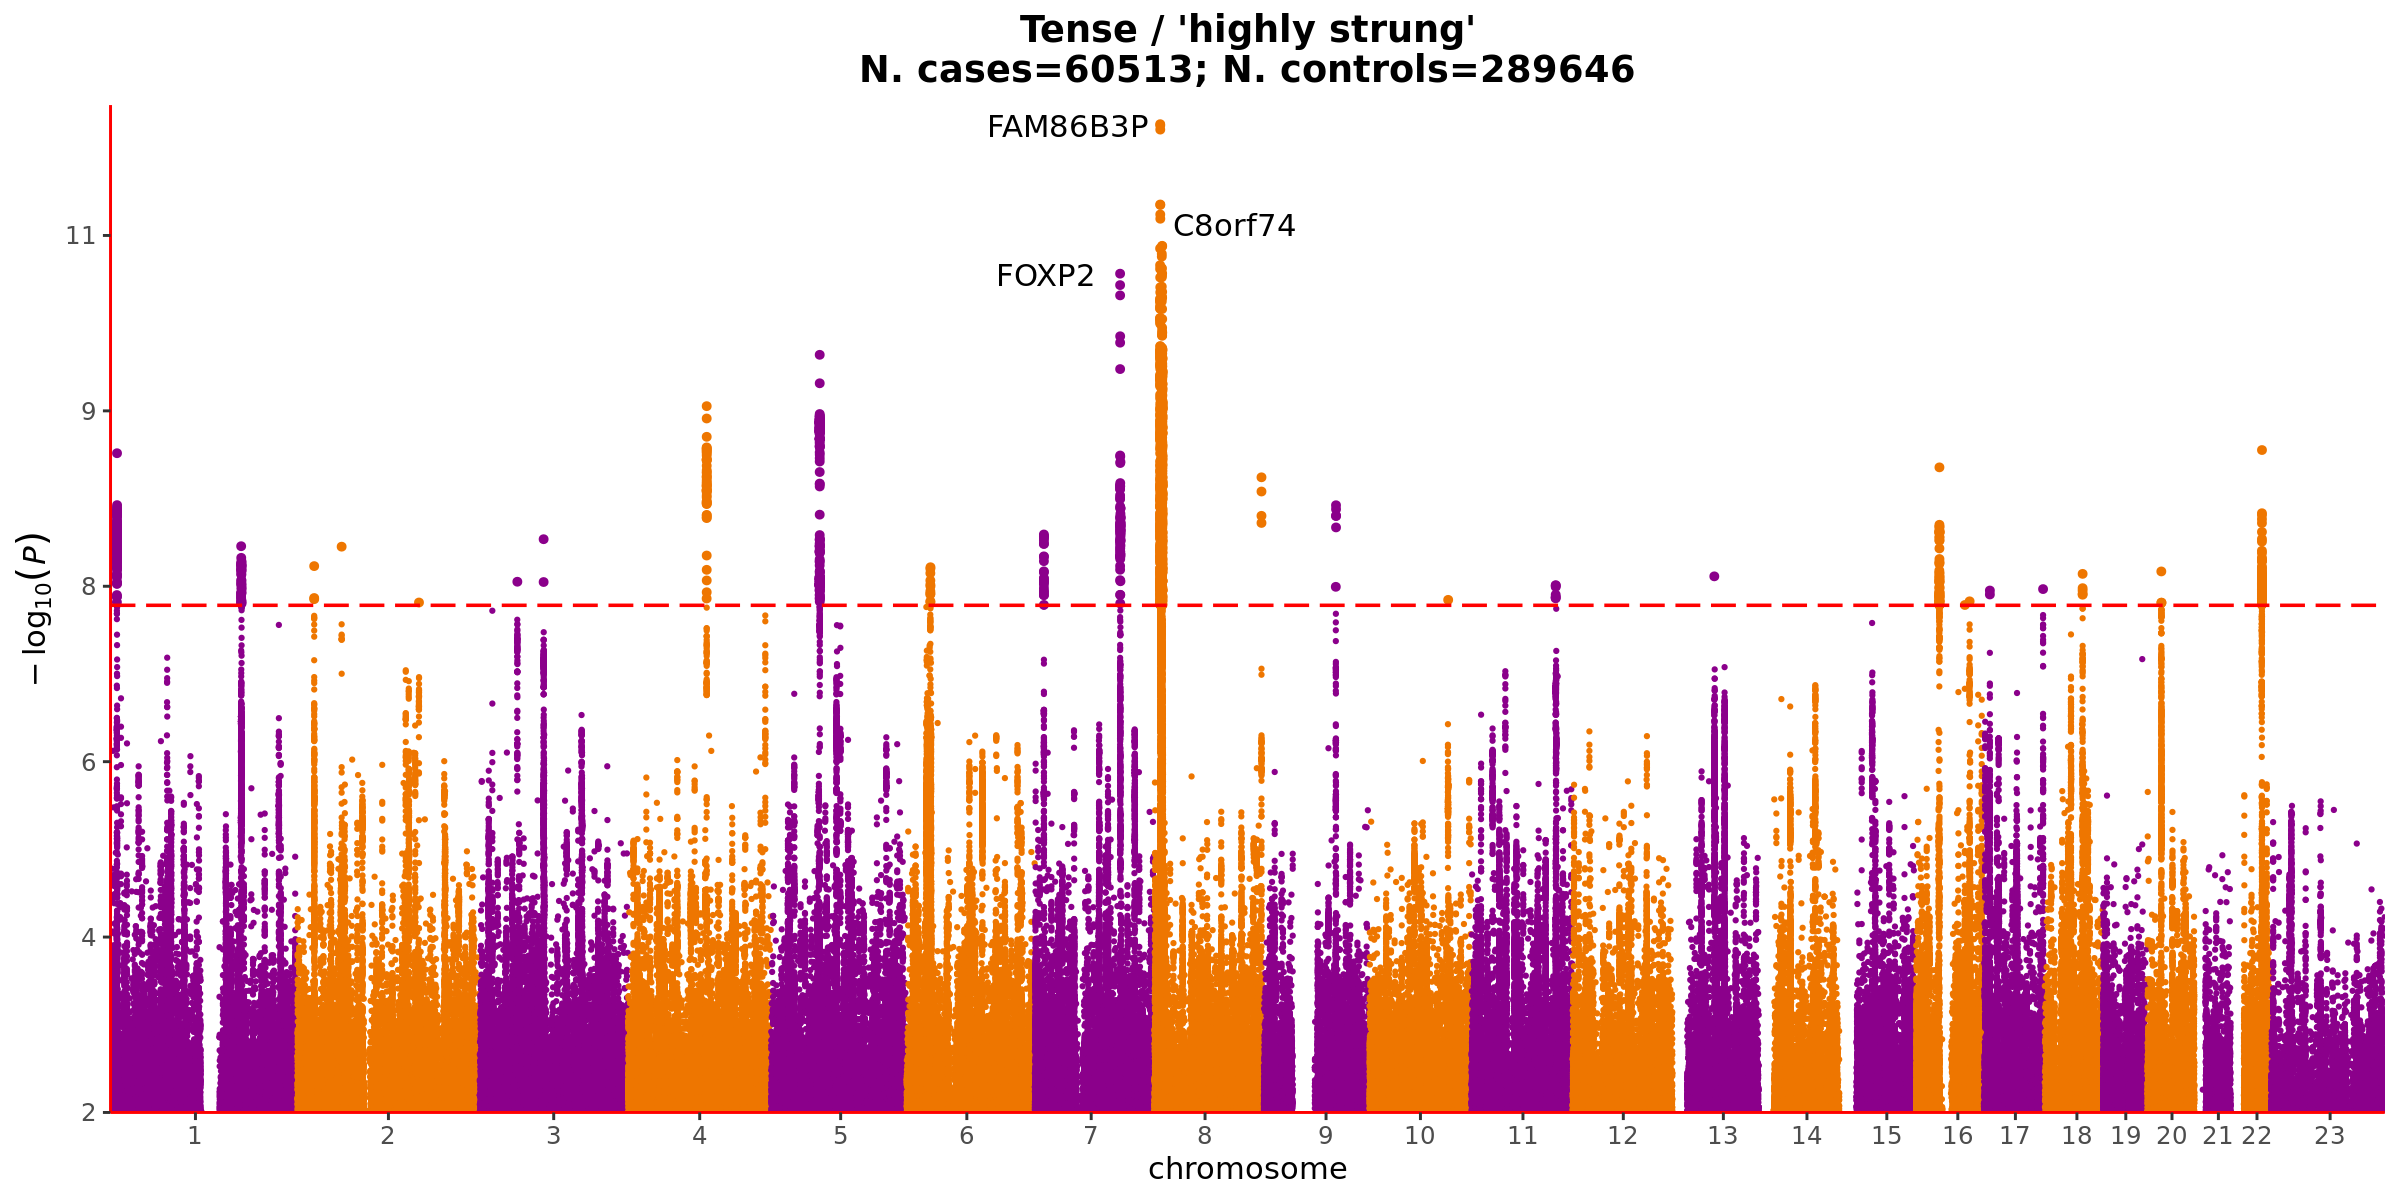 Tense / 'highly strung'
N. cases=60513; N. controls=289646
FAM86B3P
C8orf74
FOXP2
11
9
8
6
4
2
−log10(P)
1 2 3 4 5 6 7 8 9 10 11 12 13 14 15 16 17 18 19 20 21 22 23
chromosome